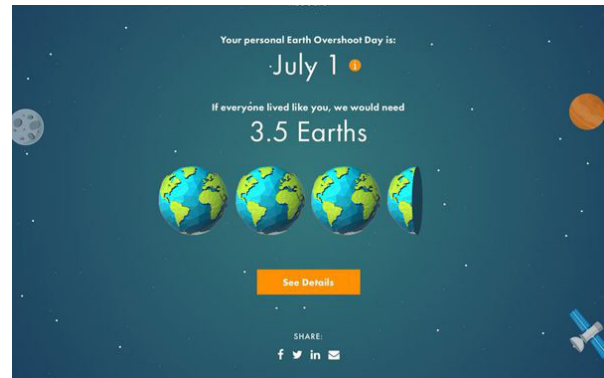 Your personal Earth Overshoot Day is:
July 1
If everyone lived like you, we would need
3.5 Earths
See Details
SHARE: